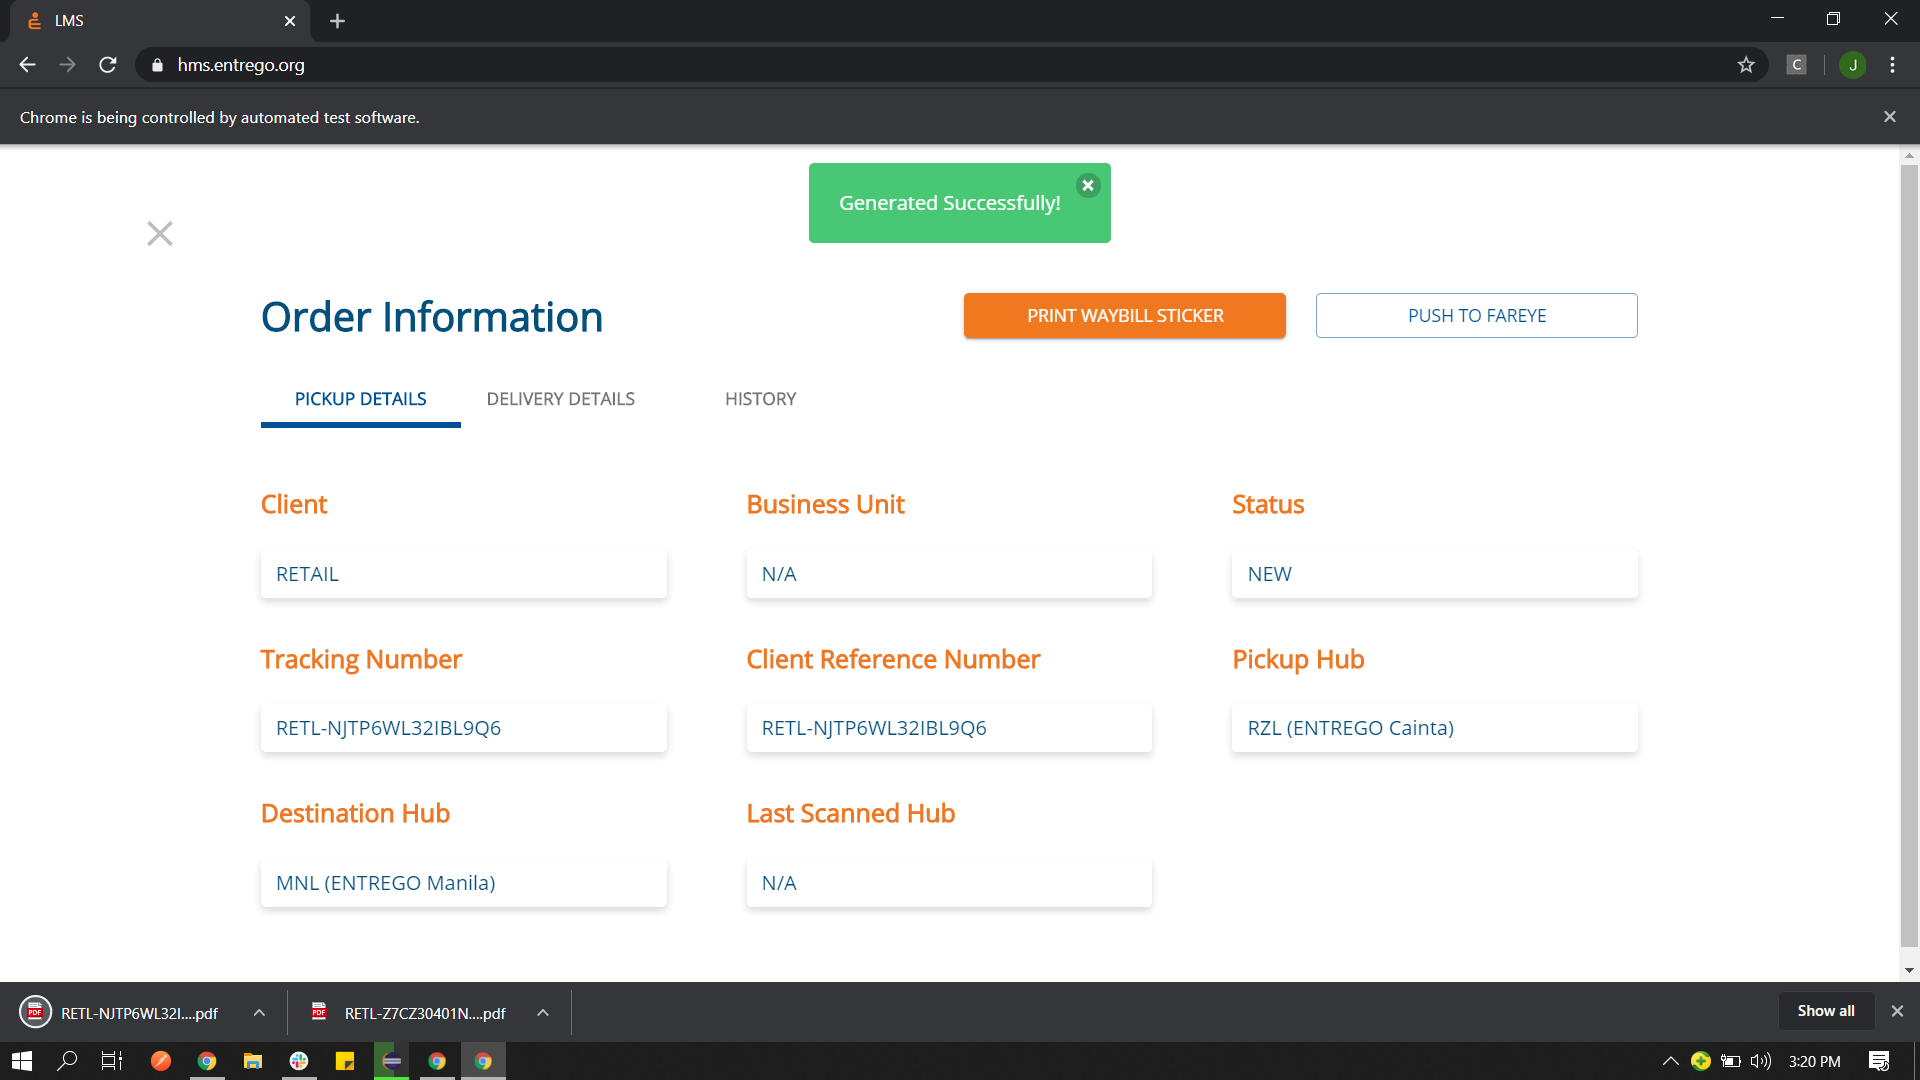 LMS
hms.entrego.org
C
J
Chrome is being controlled by automated test software.
Generated Successfully!
Order Information
PRINT WAYBILL STICKER
PUSH TO FAREYE
PICKUP DETAILS
DELIVERY DETAILS
HISTORY
Client
Business Unit
Status
RETAIL
N/A
NEW
Tracking Number
Client Reference Number
Pickup Hub
RETL-NJTP6WL32IBL9Q6
RETL-NJTP6WL32IBL9Q6
RZL (ENTREGO Cainta)
Destination Hub
Last Scanned Hub
MNL (ENTREGO Manila)
N/A
PDF
RETL-NJTP6WL32I....pdf
PDF
RETL-Z7CZ30401N....pdf
Show all
3:20 PM